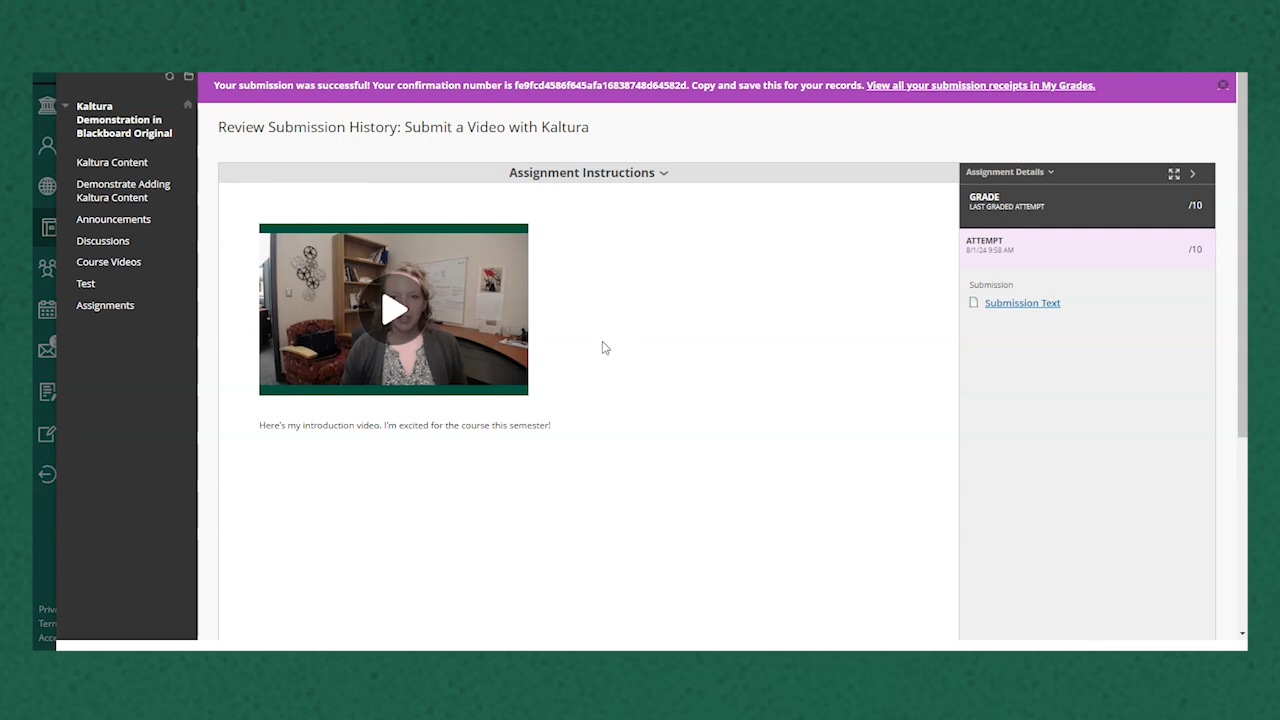 Your submission was successful! Your confirmation number is fe9fcd4586f645afa16838748d64582d. Copy and save this for your records. View all your submission receipts in My Grades.
Kaltura
Demonstration in
Blackboard Original
Kaltura Content
Demonstrate Adding
Kaltura Content
Announcements
Discussions
Course Videos
Test
Assignments
Priva
Term
Acce
Review Submission History: Submit a Video with Kaltura
Assignment Instructions
Here's my introduction video. I'm excited for the course this semester!
Assignment Details
GRADE
LAST GRADED ATTEMPT
/10
ATTEMPT
8/1/24 9:58 AM
/10
Submission
Submission Text